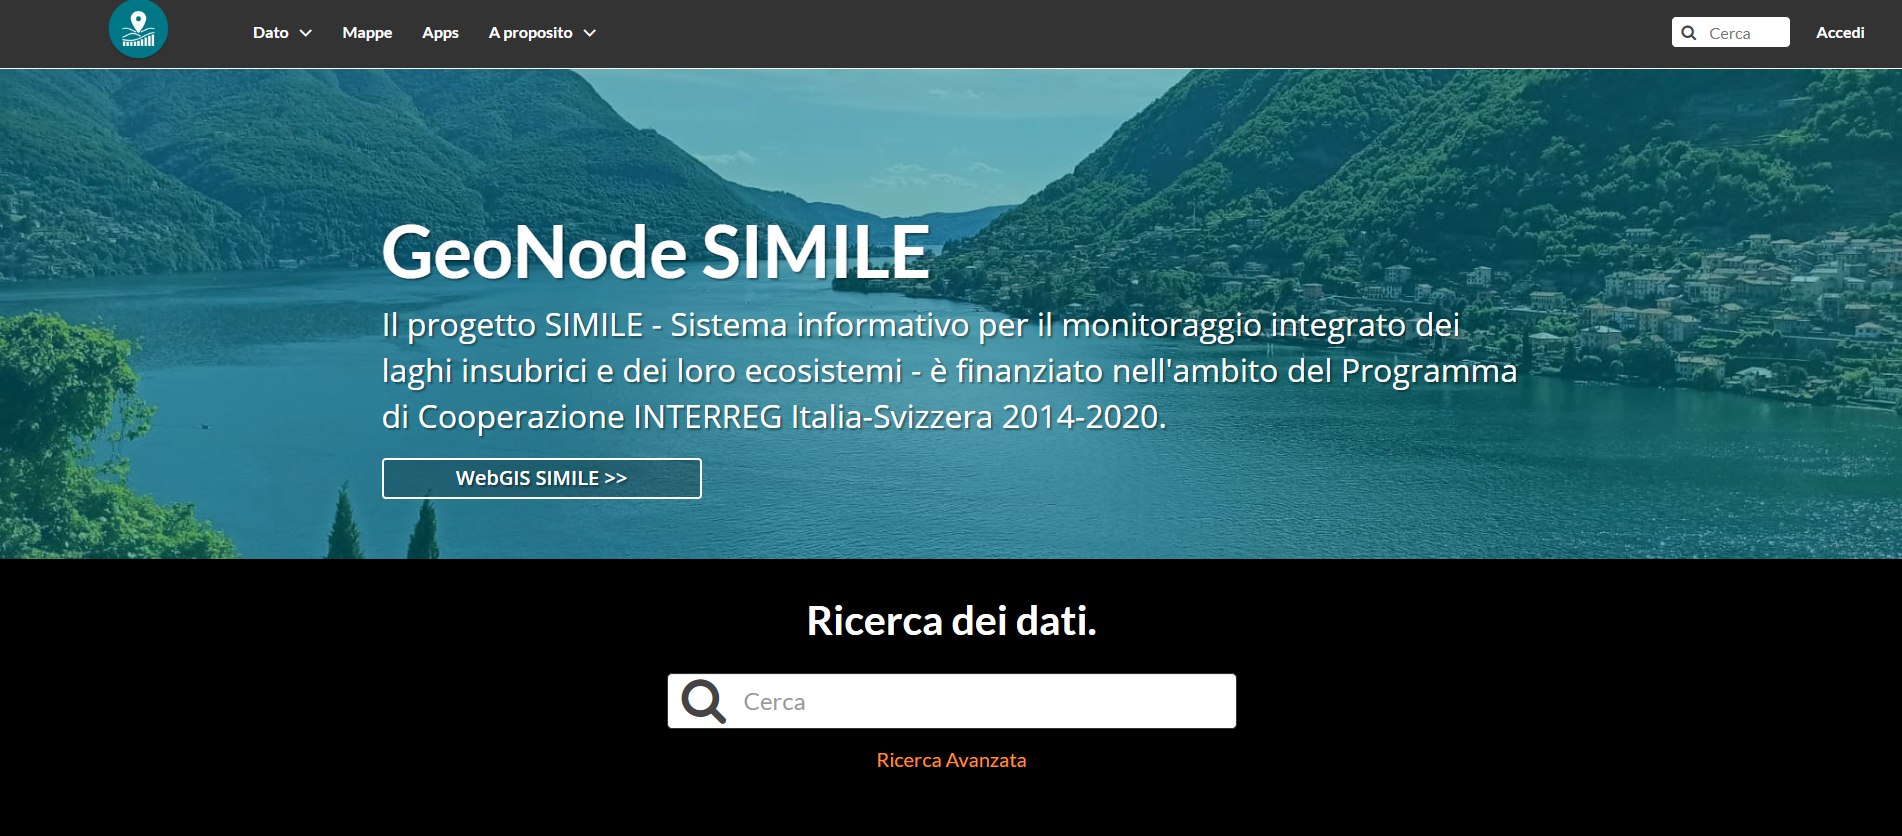 Dato
Mappe
Apps
A proposito
Cerca
Accedi
GeoNode SIMILE
Il progetto SIMILE - Sistema informativo per il monitoraggio integrato dei
laghi insubrici e dei loro ecosistemi - è finanziato nell'ambito del Programma
di Cooperazione INTERREG Italia-Svizzera 2014-2020.
WebGIS SIMILE >>
Ricerca dei dati.
Cerca
Ricerca Avanzata